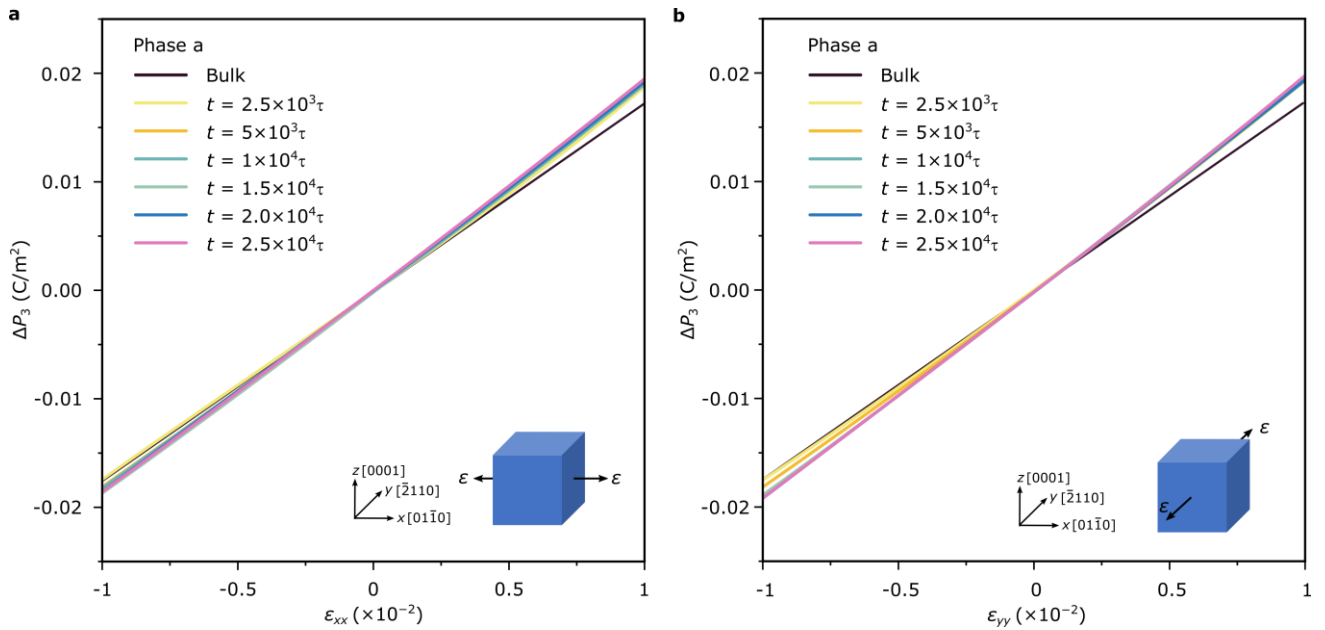 a
Phase a
Bulk
t = 2.5×10³τ
t = 5×10³τ
t = 1×10⁴τ
t = 1.5×10⁴τ
t = 2.0×10⁴τ
t = 2.5×10⁴τ
0.02
0.01
0.00
-0.01
-0.02
ΔP₃ (C/m²)
z [0001]
y [2̄110]
x [011̄0]
ε
ε
-1
-0.5
0
0.5
1
εₓₓ (×10⁻²)
b
Phase a
Bulk
t = 2.5×10³τ
t = 5×10³τ
t = 1×10⁴τ
t = 1.5×10⁴τ
t = 2.0×10⁴τ
t = 2.5×10⁴τ
0.02
0.01
0.00
-0.01
-0.02
ΔP₃ (C/m²)
z [0001]
y [2̄110]
x [011̄0]
ε
ε
-1
-0.5
0
0.5
1
ε_yy (×10⁻²)